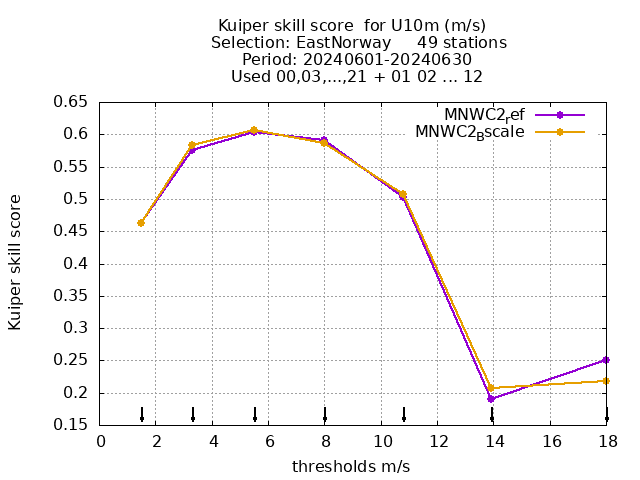 Kuiper skill score  for U10m (m/s)
Selection: EastNorway     49 stations
Period: 20240601-20240630
Used 00,03,...,21 + 01 02 ... 12
MNWC2ref
MNWC2Bscale
0.65
0.6
0.55
0.5
0.45
0.4
0.35
0.3
0.25
0.2
0.15
Kuiper skill score
0 2 4 6 8 10 12 14 16 18
thresholds m/s